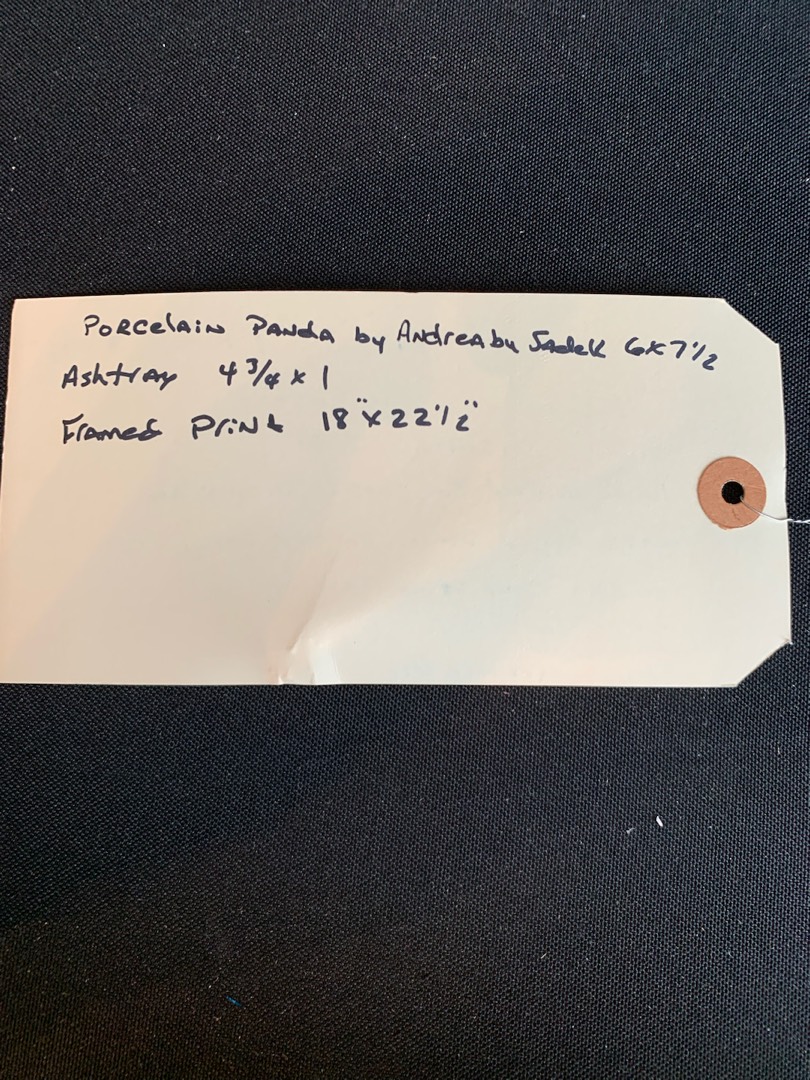 Porcelain Panda by Andrea by Sadek 6x7 1/2
Ashtray 4 3/4 x 1
Framed Print 18" x 22 1/2"